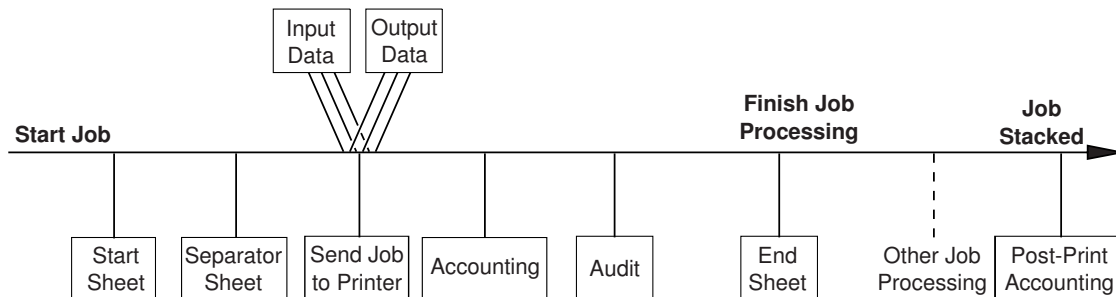 Input
Data
Output
Data
Start Job
Finish Job
Processing
Job
Stacked
Start
Sheet
Separator
Sheet
Send Job
to Printer
Accounting
Audit
End
Sheet
Other Job
Processing
Post-Print
Accounting